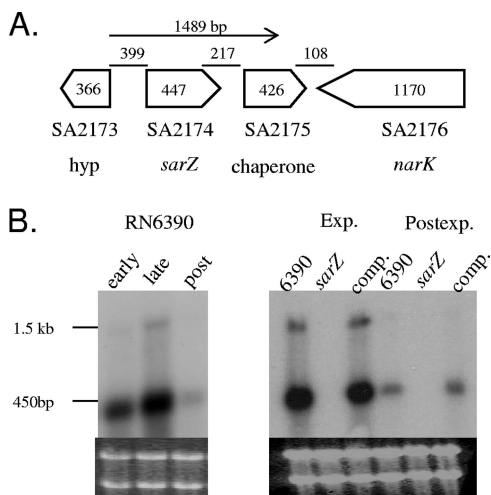 A.
1489 bp
399 217 108
366 447 426 1170
SA2173 SA2174 SA2175 SA2176
hyp sarZ chaperone narK
B.
RN6390 Exp. Postexp.
early late post 6390 sarZ comp. 6390 sarZ comp.
1.5 kb
450bp